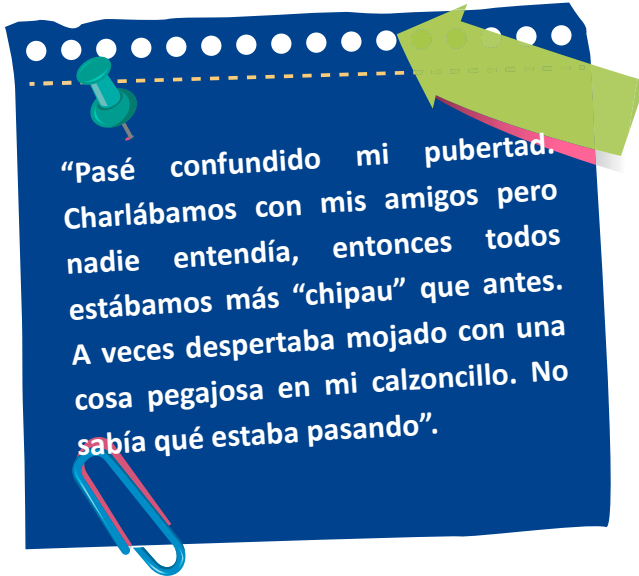 “Pasé confundido mi pubertad.
Charlábamos con mis amigos pero
nadie entendía, entonces todos
estábamos más “chipau” que antes.
A veces despertaba mojado con una
cosa pegajosa en mi calzoncillo. No
sabía qué estaba pasando”.